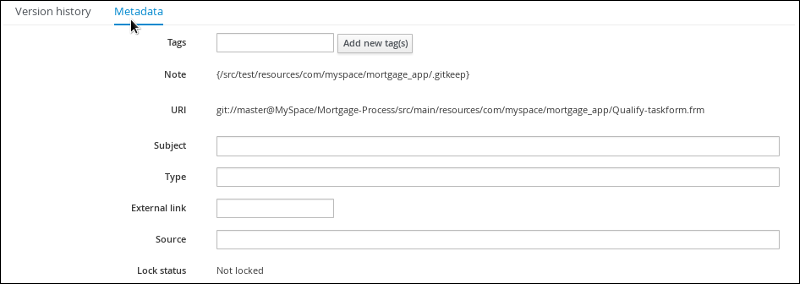 Version history Metadata
Tags Add new tag(s)
Note {/src/test/resources/com/myspace/mortgage_app/.gitkeep}
URI git://master@MySpace/Mortgage-Process/src/main/resources/com/myspace/mortgage_app/Qualify-taskform.frm
Subject
Type
External link
Source
Lock status Not locked